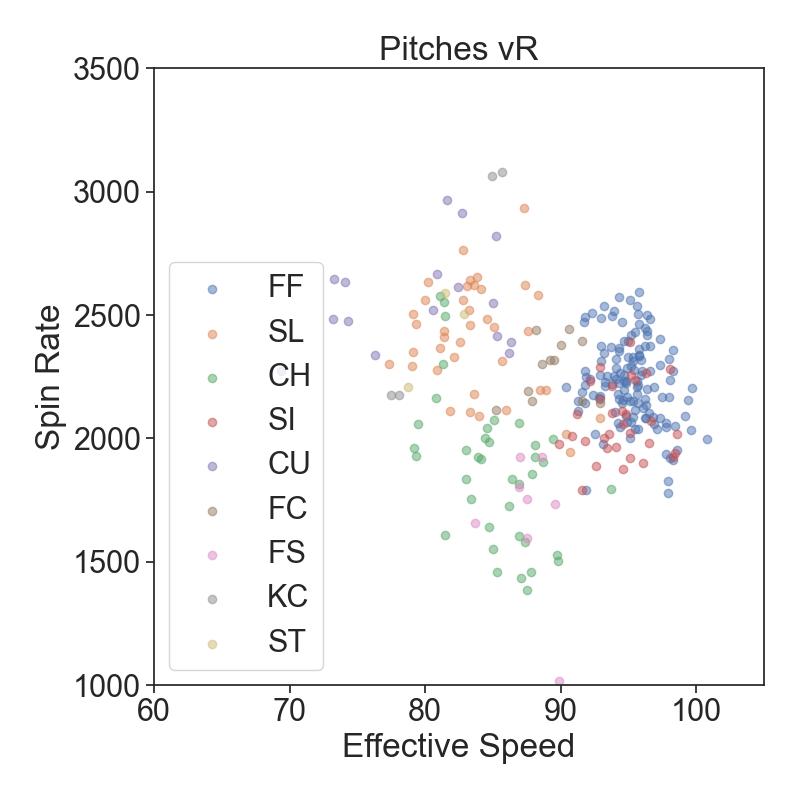 Pitches vR
3500
3000
2500
2000
1500
1000
Spin Rate
FF
SL
CH
SI
CU
FC
FS
KC
ST
60 70 80 90 100
Effective Speed